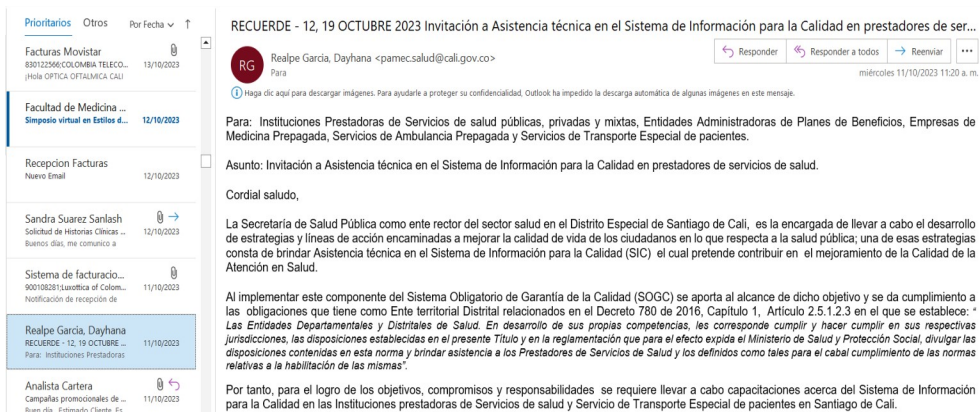 Prioritarios Otros Por Fecha
Facturas Movistar
830122566;COLOMBIA TELECO... 13/10/2023
¡Hola OPTICA OFTALMICA CALI
Facultad de Medicina ...
Simposio virtual en Estilos d... 12/10/2023
Recepcion Facturas
Nuevo Email 12/10/2023
Sandra Suarez Sanlash
Solicitud de Historias Clínicas ... 12/10/2023
Buenos días, me comunico a
Sistema de facturacio...
900108281;Luxottica of Colom... 11/10/2023
Notificación de recepción de
Realpe Garcia, Dayhana
RECUERDE - 12, 19 OCTUBRE ... 11/10/2023
Para: Instituciones Prestadoras
Analista Cartera
Campañas promocionales de ... 11/10/2023
Buen día, Estimado Cliente, Es
RECUERDE - 12, 19 OCTUBRE 2023 Invitación a Asistencia técnica en el Sistema de Información para la Calidad en prestadores de ser...
RG
Realpe Garcia, Dayhana <pamec.salud@cali.gov.co>
Para
Responder Responder a todos Reenviar ...
miércoles 11/10/2023 11:20 a. m.
Haga clic aquí para descargar imágenes. Para ayudarle a proteger su confidencialidad, Outlook ha impedido la descarga automática de algunas imágenes en este mensaje.
Para: Instituciones Prestadoras de Servicios de salud públicas, privadas y mixtas, Entidades Administradoras de Planes de Beneficios, Empresas de
Medicina Prepagada, Servicios de Ambulancia Prepagada y Servicios de Transporte Especial de pacientes.
Asunto: Invitación a Asistencia técnica en el Sistema de Información para la Calidad en prestadores de servicios de salud.
Cordial saludo,
La Secretaría de Salud Pública como ente rector del sector salud en el Distrito Especial de Santiago de Cali, es la encargada de llevar a cabo el desarrollo
de estrategias y líneas de acción encaminadas a mejorar la calidad de vida de los ciudadanos en lo que respecta a la salud pública; una de esas estrategias
consta de brindar Asistencia técnica en el Sistema de Información para la Calidad (SIC) el cual pretende contribuir en el mejoramiento de la Calidad de la
Atención en Salud.
Al implementar este componente del Sistema Obligatorio de Garantía de la Calidad (SOGC) se aporta al alcance de dicho objetivo y se da cumplimiento a
las obligaciones que tiene como Ente territorial Distrital relacionados en el Decreto 780 de 2016, Capítulo 1, Artículo 2.5.1.2.3 en el que se establece: “
Las Entidades Departamentales y Distritales de Salud. En desarrollo de sus propias competencias, les corresponde cumplir y hacer cumplir en sus respectivas
jurisdicciones, las disposiciones establecidas en el presente Título y en la reglamentación que para el efecto expida el Ministerio de Salud y Protección Social, divulgar las
disposiciones contenidas en esta norma y brindar asistencia a los Prestadores de Servicios de Salud y los definidos como tales para el cabal cumplimiento de las normas
relativas a la habilitación de las mismas”.
Por tanto, para el logro de los objetivos, compromisos y responsabilidades se requiere llevar a cabo capacitaciones acerca del Sistema de Información
para la Calidad en las Instituciones prestadoras de Servicios de salud y Servicio de Transporte Especial de pacientes en Santiago de Cali.